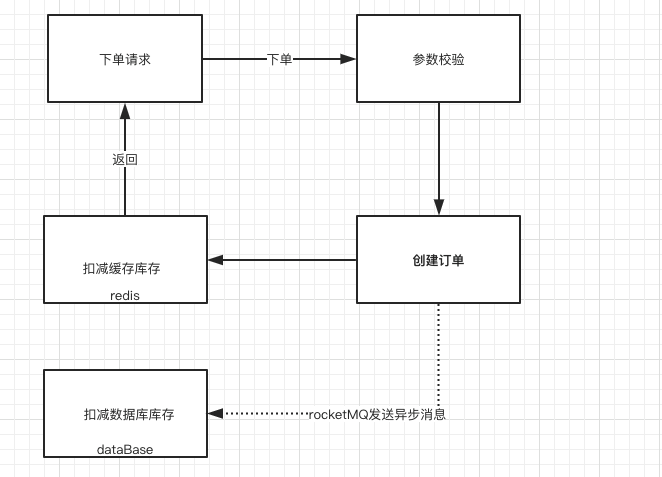 下单请求
下单
参数校验
返回
扣减缓存库存
redis
创建订单
扣减数据库库存
dataBase
rocketMQ发送异步消息